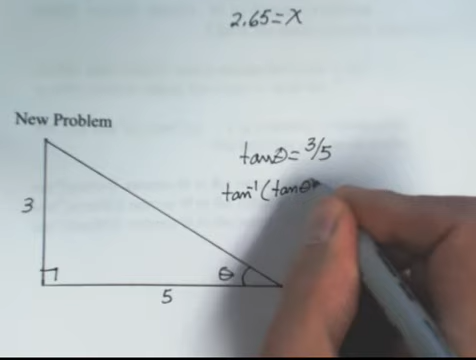 2.65=x
New Problem
tanθ=3/5
tan⁻¹(tanθ
3
θ
5